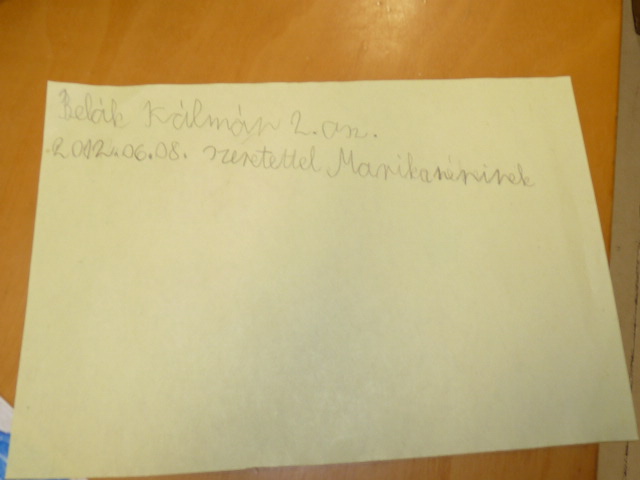 Belák Kálmán 2. oz.
2012.06.08. szeretettel Marikanéninek